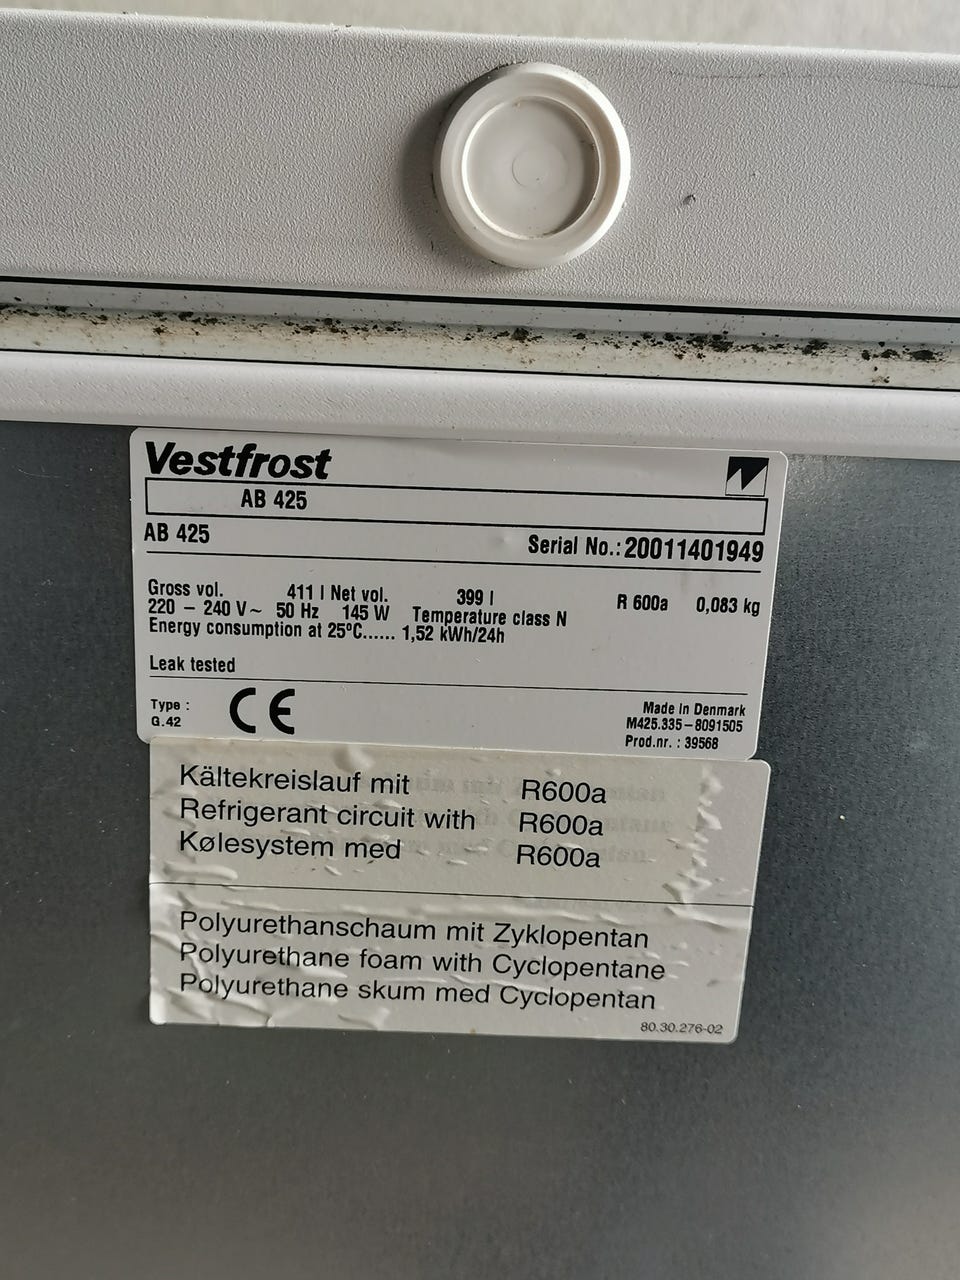 Vestfrost
AB 425
AB 425 Serial No.: 20011401949
Gross vol. 411 l Net vol. 399 l R 600a 0,083 kg
220 – 240 V~ 50 Hz 145 W Temperature class N
Energy consumption at 25°C...... 1,52 kWh/24h
Leak tested
Type :
G.42
CE
Made in Denmark
M425.335-8091505
Prod.nr. : 39568
Kältekreislauf mit R600a
Refrigerant circuit with R600a
Kølesystem med R600a
Polyurethanschaum mit Zyklopentan
Polyurethane foam with Cyclopentane
Polyurethane skum med Cyclopentan
80.30.276-02